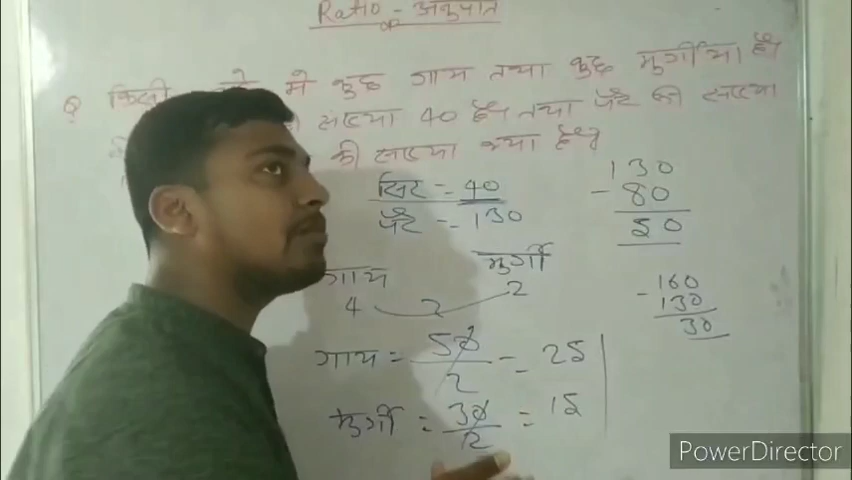 Ratio - अनुपात
or
Q किसी मे कुछ गाय तथा कुछ मुर्गीया है।
संख्या 40 है। तथा पैर की संख्या
की संख्या क्या है?
सिर = 40
पैर = 130
130
- 80
50
गाय मुर्गी
4 2 2
- 160
130
30
गाय = 50 / 2 = 25
मुर्गी = 30 / 2 = 15
PowerDirector